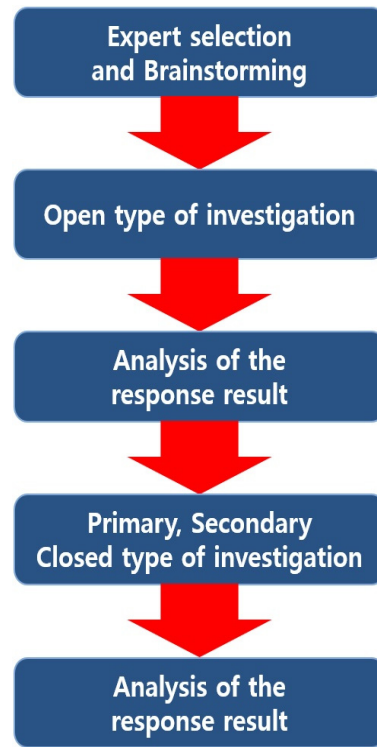 Expert selection
and Brainstorming
Open type of investigation
Analysis of the
response result
Primary, Secondary
Closed type of investigation
Analysis of the
response result